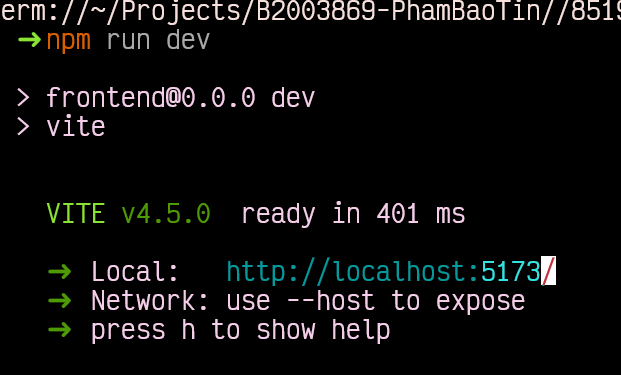 erm://~/Projects/B2003869-PhamBaoTin//8519
➜npm run dev
> frontend@0.0.0 dev
> vite
VITE v4.5.0 ready in 401 ms
➜ Local: http://localhost:5173/
➜ Network: use --host to expose
➜ press h to show help